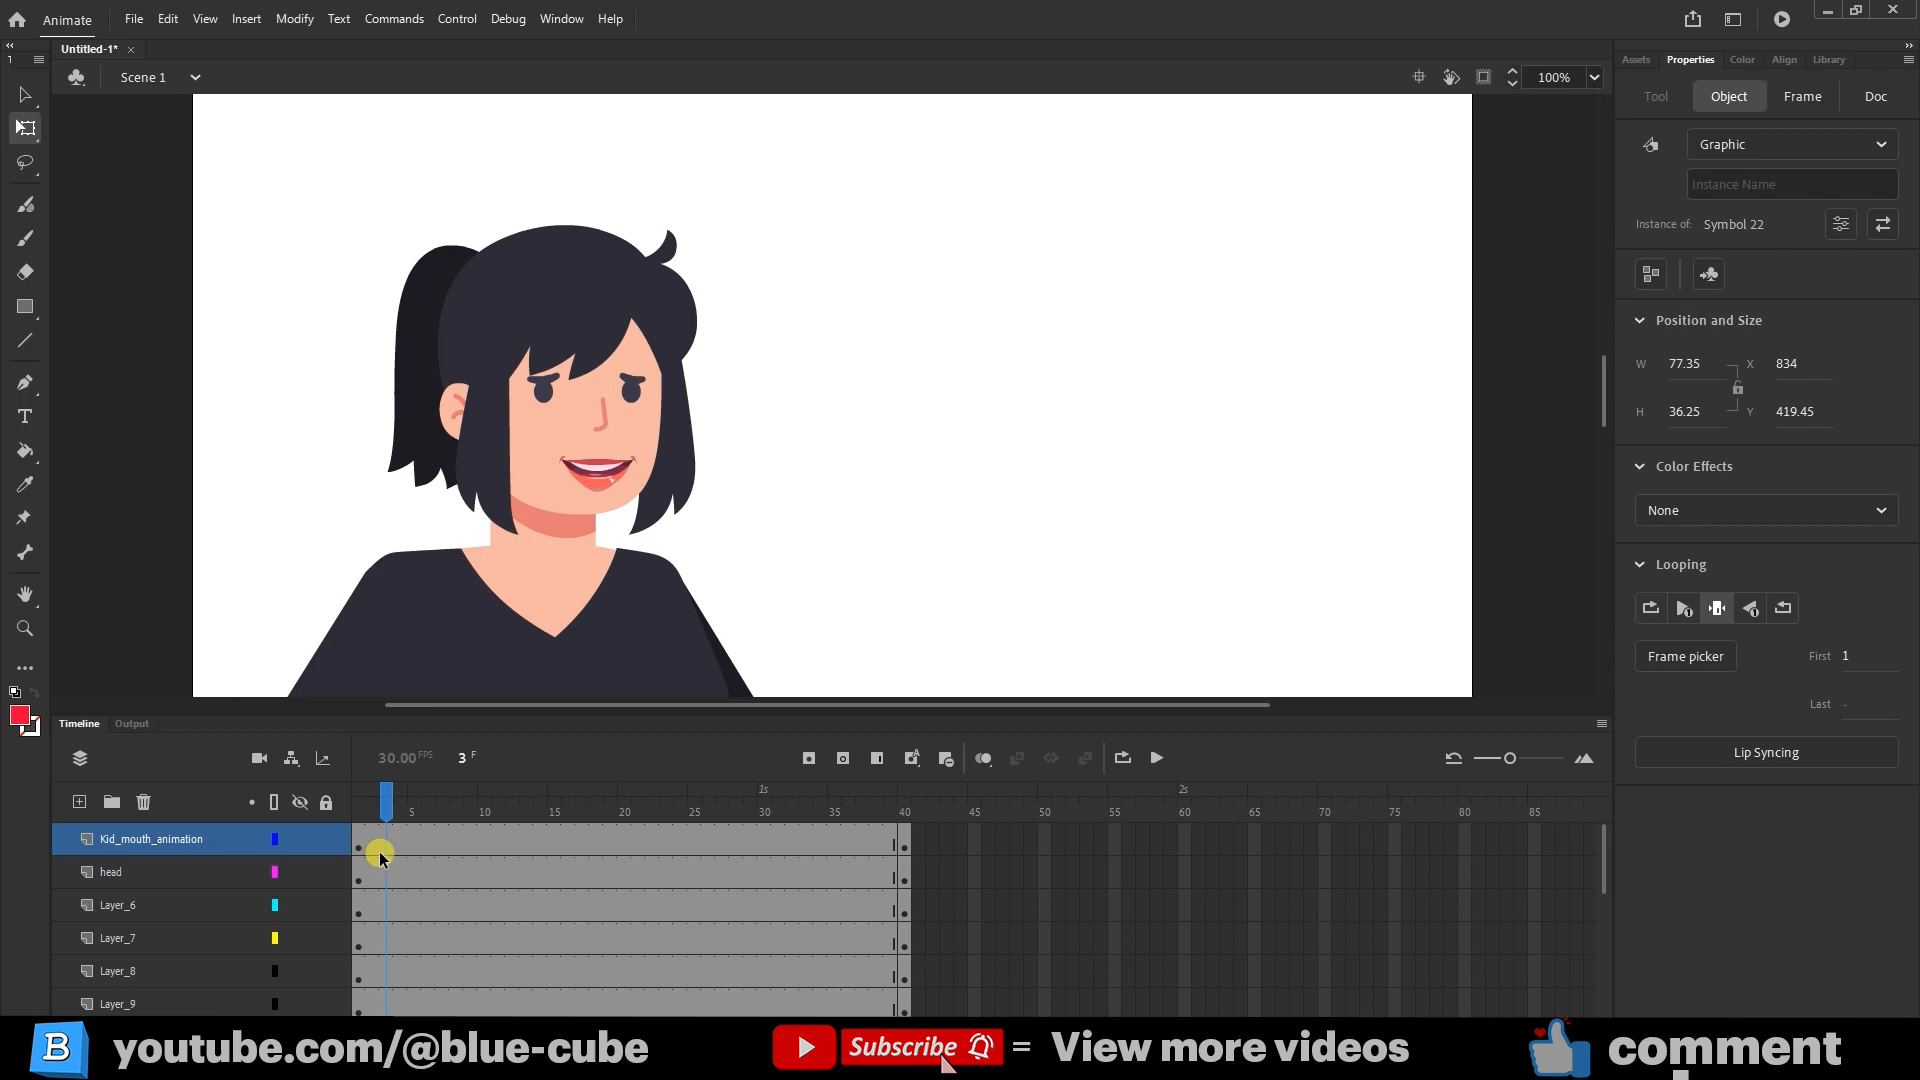 Animate File Edit View Insert Modify Text Commands Control Debug Window Help
Untitled-1*
Scene 1 100%
Assets Properties Color Align Library
Tool Object Frame Doc
Graphic
Instance Name
Instance of: Symbol 22
Position and Size
W 77.35 X 834
H 36.25 Y 419.45
Color Effects
None
Looping
Frame picker First 1
Last -
Lip Syncing
Timeline Output
30.00 FPS 3 F
1s 2s
5 10 15 20 25 30 35 40 45 50 55 60 65 70 75 80 85
Kid_mouth_animation
head
Layer_6
Layer_7
Layer_8
Layer_9
B youtube.com/@blue-cube Subscribe = View more videos comment